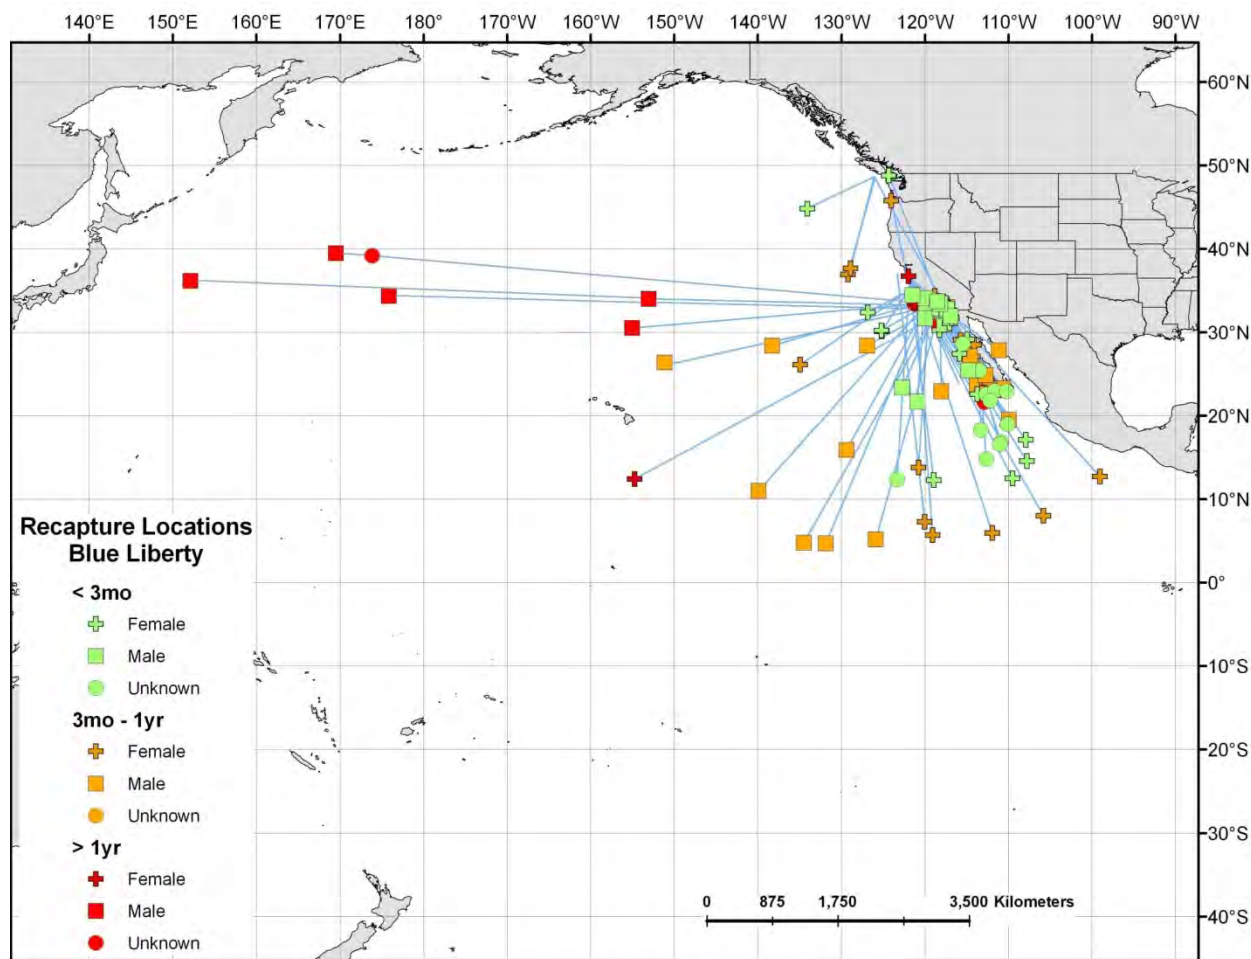 140°E 150°E 160°E 170°E 180° 170°W 160°W 150°W 140°W 130°W 120°W 110°W 100°W 90°W
60°N
50°N
40°N
30°N
20°N
10°N
0°
10°S
20°S
30°S
40°S
Recapture Locations
Blue Liberty
< 3mo
Female
Male
Unknown
3mo - 1yr
Female
Male
Unknown
> 1yr
Female
Male
Unknown
0 875 1,750 3,500 Kilometers